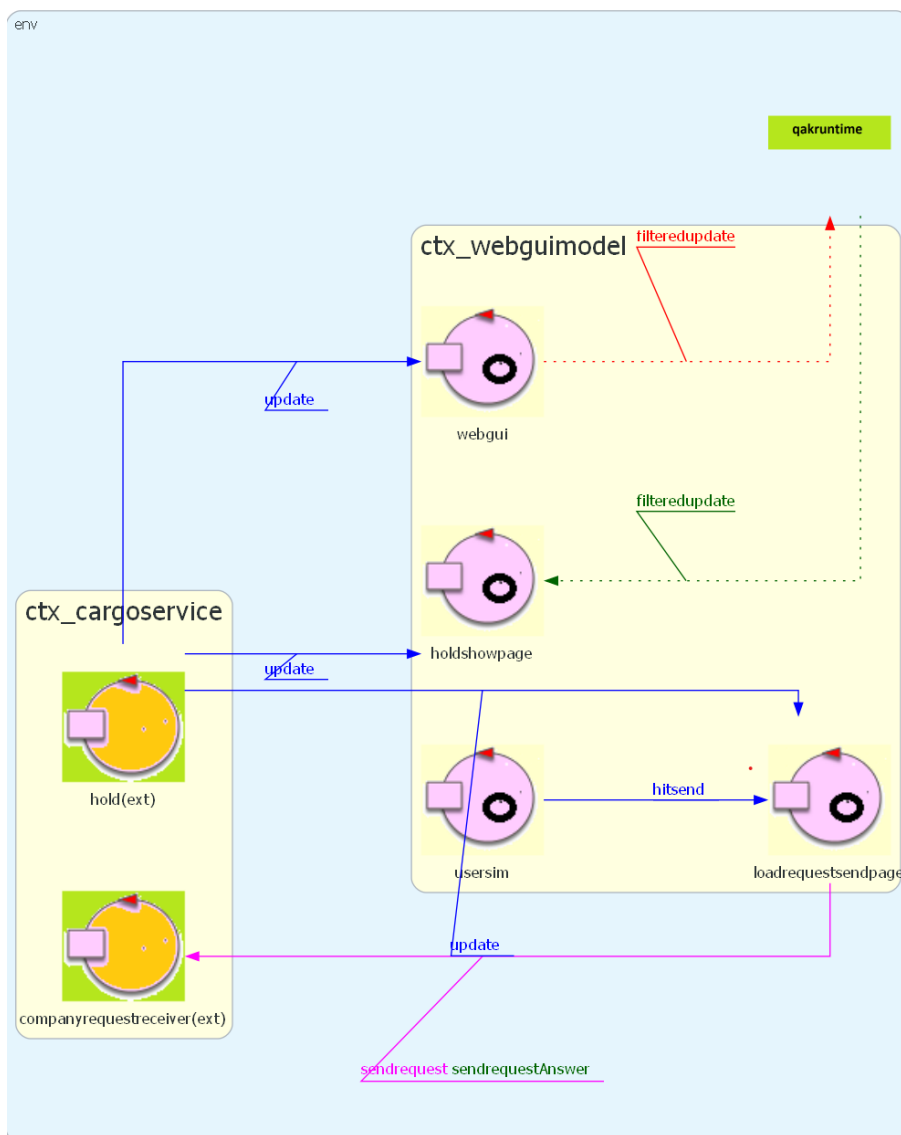 env
qakruntime
ctx_webguimodel
filteredupdate
update
webgui
filteredupdate
ctx_cargoservice
holdshowpage
update
hold(ext)
hitsend
usersim
loadrequestsendpage
update
companyrequestreceiver(ext)
sendrequest sendrequestAnswer